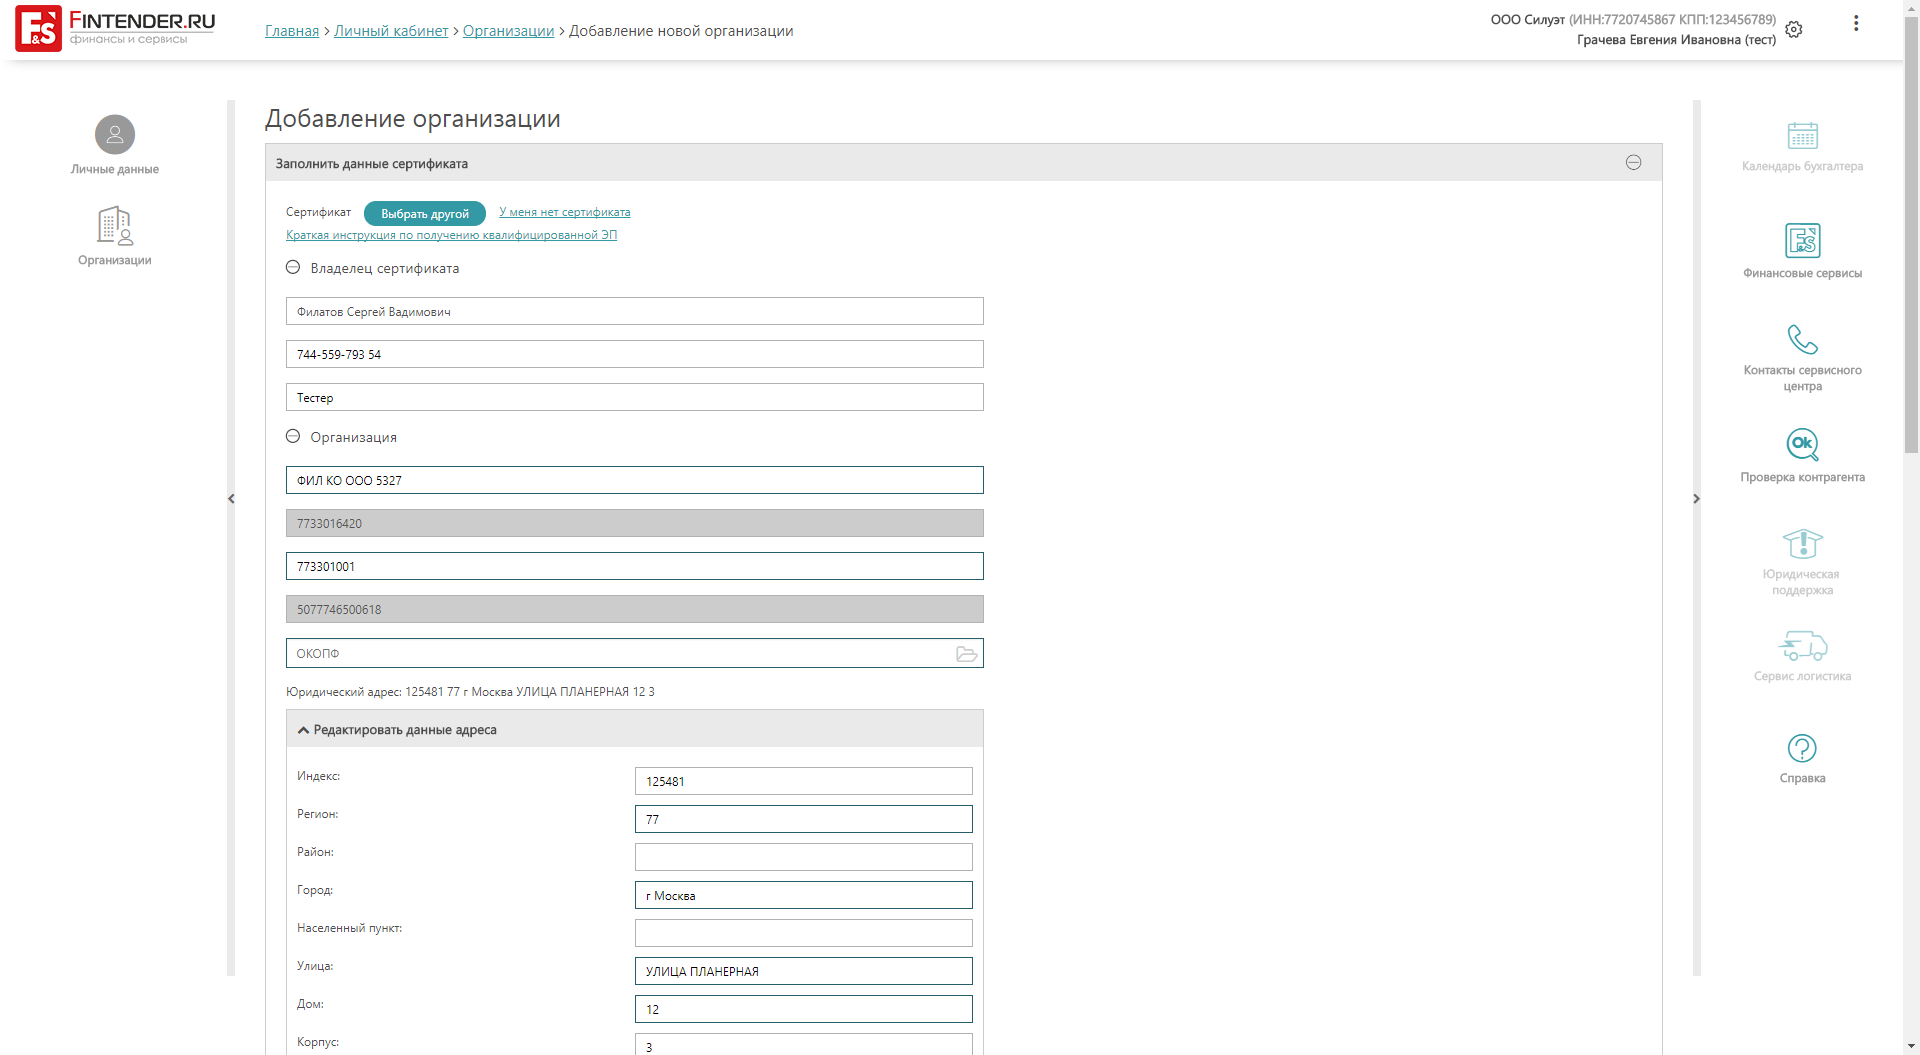 FINTENDER.RU
финансы и сервисы
Главная > Личный кабинет > Организации > Добавление новой организации
ООО Силуэт (ИНН:7720745867 КПП:123456789)
Грачева Евгения Ивановна (тест)
Личные данные
Организации
Добавление организации
Заполнить данные сертификата
Сертификат Выбрать другой У меня нет сертификата
Краткая инструкция по получению квалифицированной ЭП
Владелец сертификата
Филатов Сергей Вадимович
744-559-793 54
Тестер
Организация
ФИЛ КО ООО 5327
7733016420
773301001
5077746500618
ОКОПФ
Юридический адрес: 125481 77 г Москва УЛИЦА ПЛАНЕРНАЯ 12 3
Редактировать данные адреса
Индекс: 125481
Регион: 77
Район:
Город: г Москва
Населенный пункт:
Улица: УЛИЦА ПЛАНЕРНАЯ
Дом: 12
Корпус: 3
Календарь бухгалтера
F&S
Финансовые сервисы
Контакты сервисного
центра
Ok
Проверка контрагента
Юридическая
поддержка
Сервис логистика
Справка